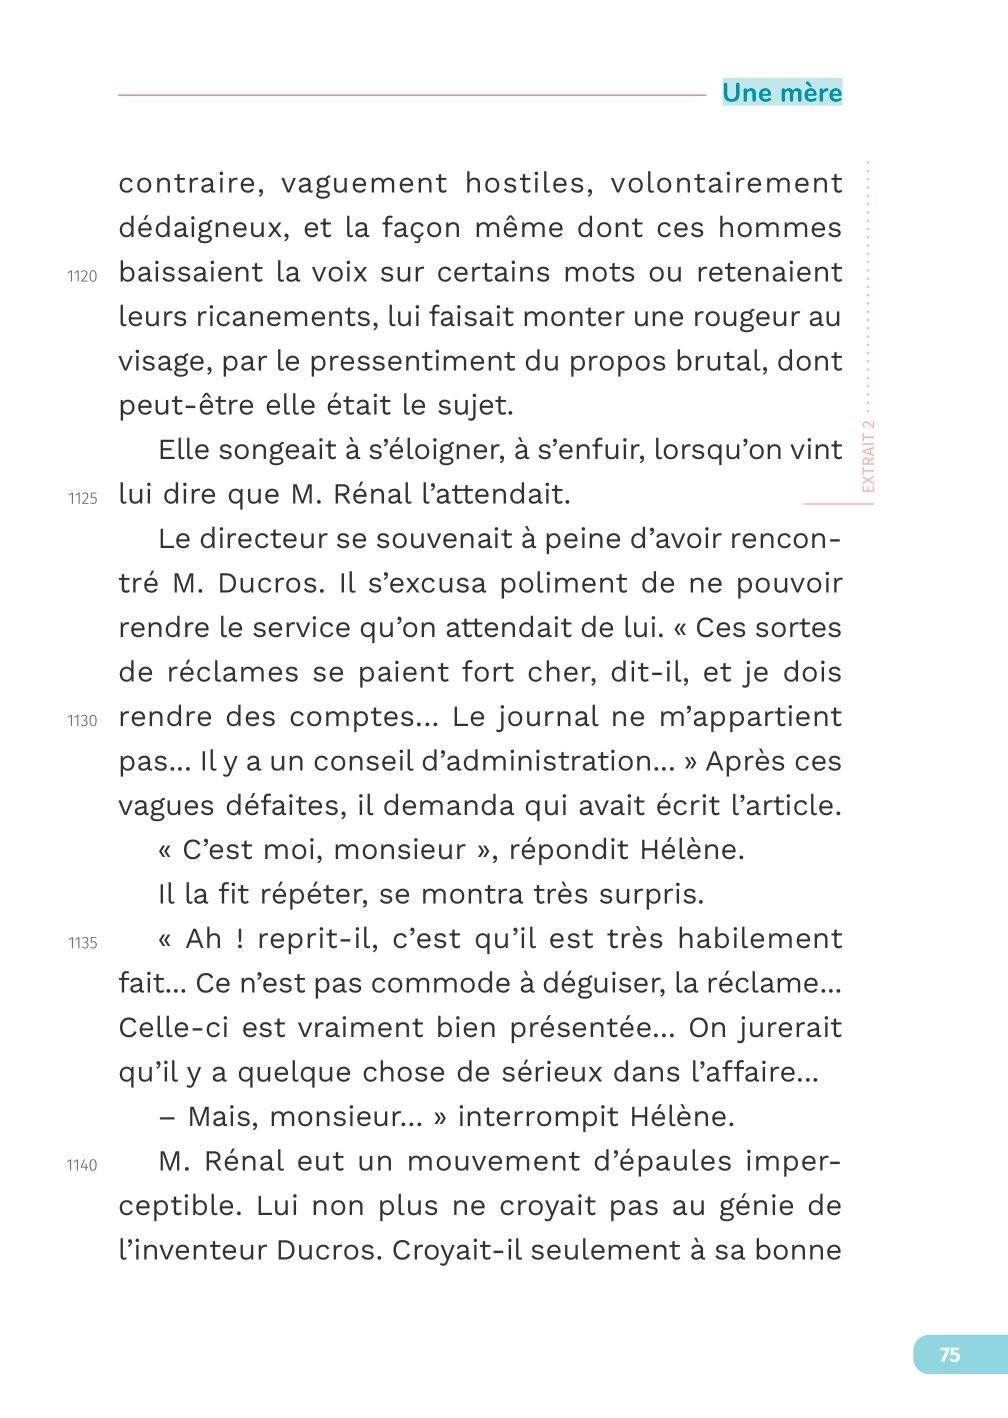 Une mère
contraire, vaguement hostiles, volontairement
dédaigneux, et la façon même dont ces hommes
1120 baissaient la voix sur certains mots ou retenaient
leurs ricanements, lui faisait monter une rougeur au
visage, par le pressentiment du propos brutal, dont
peut-être elle était le sujet.
Elle songeait à s’éloigner, à s’enfuir, lorsqu’on vint
1125 lui dire que M. Rénal l’attendait.
EXTRAIT 2
Le directeur se souvenait à peine d’avoir rencon-
tré M. Ducros. Il s’excusa poliment de ne pouvoir
rendre le service qu’on attendait de lui. « Ces sortes
de réclames se paient fort cher, dit-il, et je dois
1130 rendre des comptes… Le journal ne m’appartient
pas… Il y a un conseil d’administration… » Après ces
vagues défaites, il demanda qui avait écrit l’article.
« C’est moi, monsieur », répondit Hélène.
Il la fit répéter, se montra très surpris.
1135 « Ah ! reprit-il, c’est qu’il est très habilement
fait… Ce n’est pas commode à déguiser, la réclame…
Celle-ci est vraiment bien présentée… On jurerait
qu’il y a quelque chose de sérieux dans l’affaire…
– Mais, monsieur… » interrompit Hélène.
1140 M. Rénal eut un mouvement d’épaules imper-
ceptible. Lui non plus ne croyait pas au génie de
l’inventeur Ducros. Croyait-il seulement à sa bonne
75